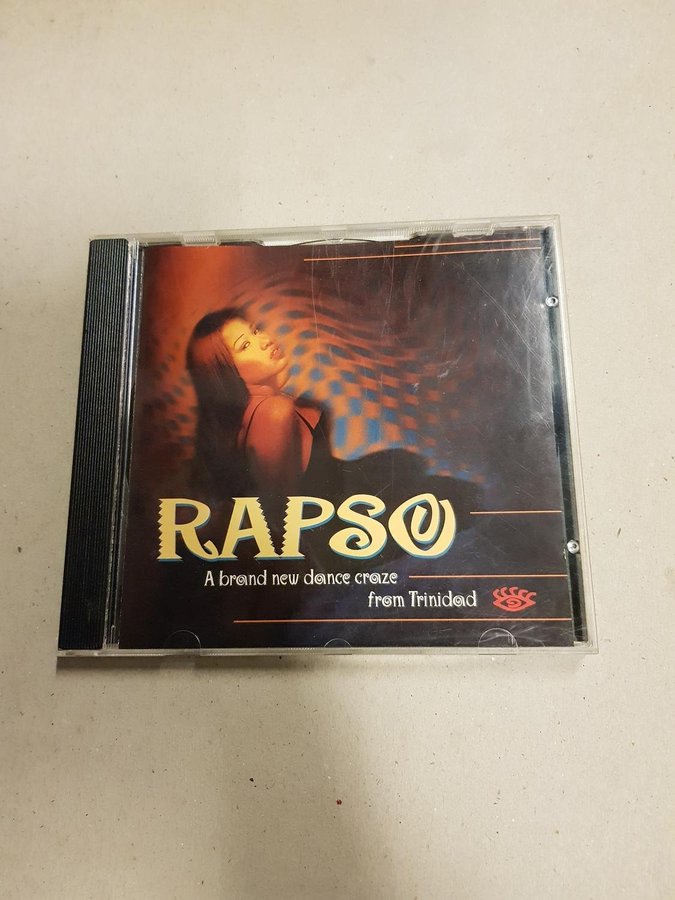 RAPSO
A brand new dance craze
from Trinidad